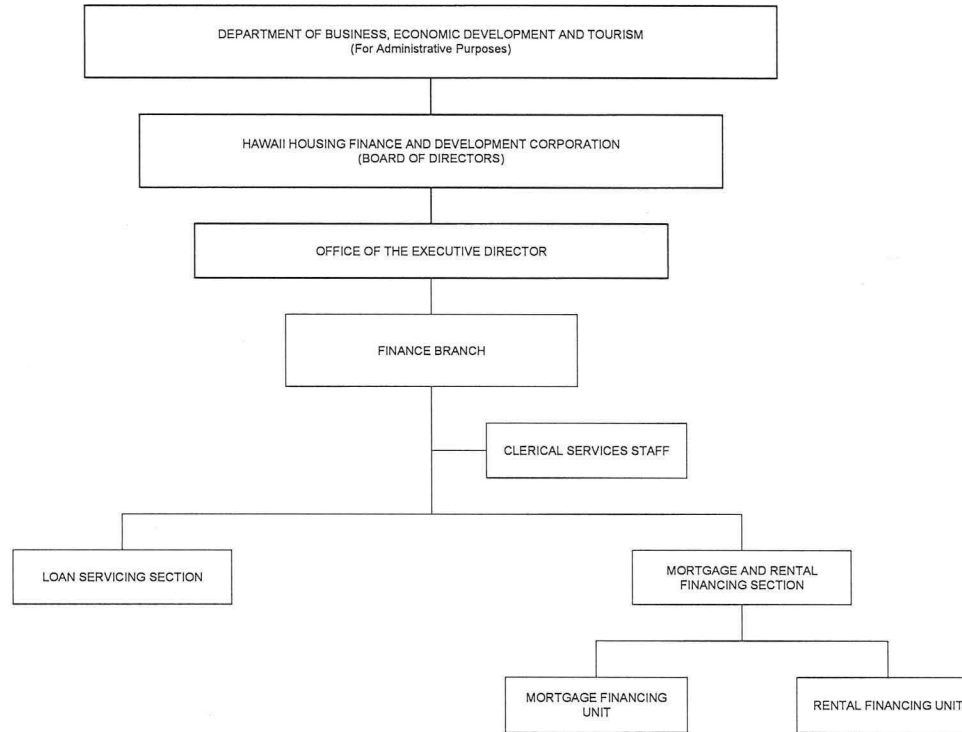 DEPARTMENT OF BUSINESS, ECONOMIC DEVELOPMENT AND TOURISM
(For Administrative Purposes)
HAWAII HOUSING FINANCE AND DEVELOPMENT CORPORATION
(BOARD OF DIRECTORS)
OFFICE OF THE EXECUTIVE DIRECTOR
FINANCE BRANCH
CLERICAL SERVICES STAFF
LOAN SERVICING SECTION
MORTGAGE AND RENTAL
FINANCING SECTION
MORTGAGE FINANCING
UNIT
RENTAL FINANCING UNIT